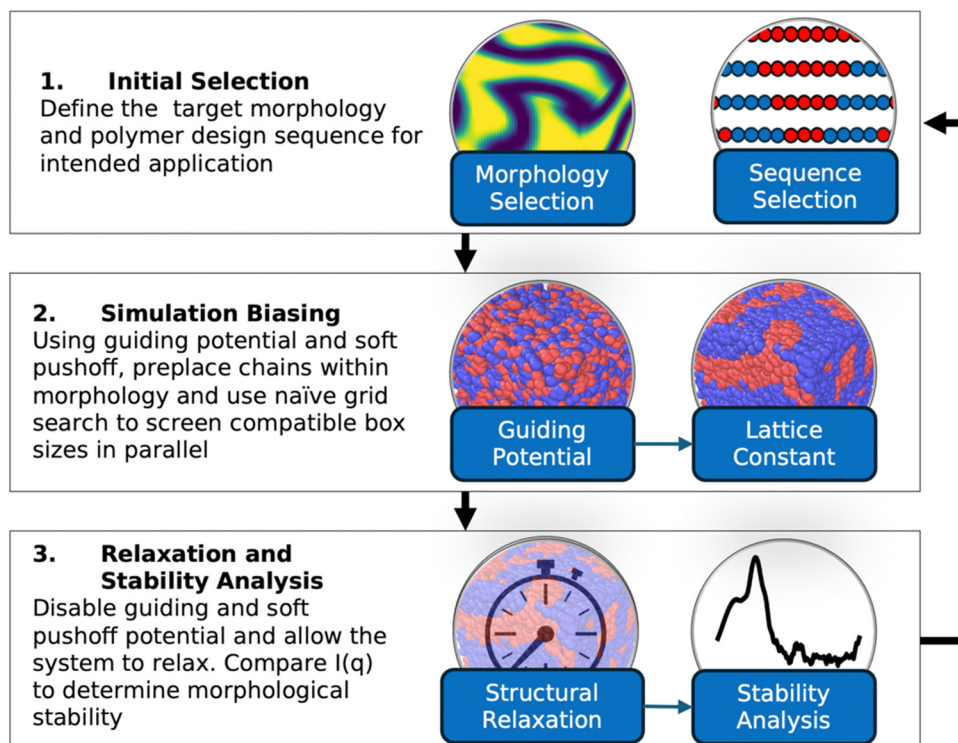 1. Initial Selection
Define the target morphology
and polymer design sequence for
intended application
Morphology
Selection
Sequence
Selection
2. Simulation Biasing
Using guiding potential and soft
pushoff, preplace chains within
morphology and use naïve grid
search to screen compatible box
sizes in parallel
Guiding
Potential
Lattice
Constant
3. Relaxation and
Stability Analysis
Disable guiding and soft
pushoff potential and allow the
system to relax. Compare I(q)
to determine morphological
stability
Structural
Relaxation
Stability
Analysis